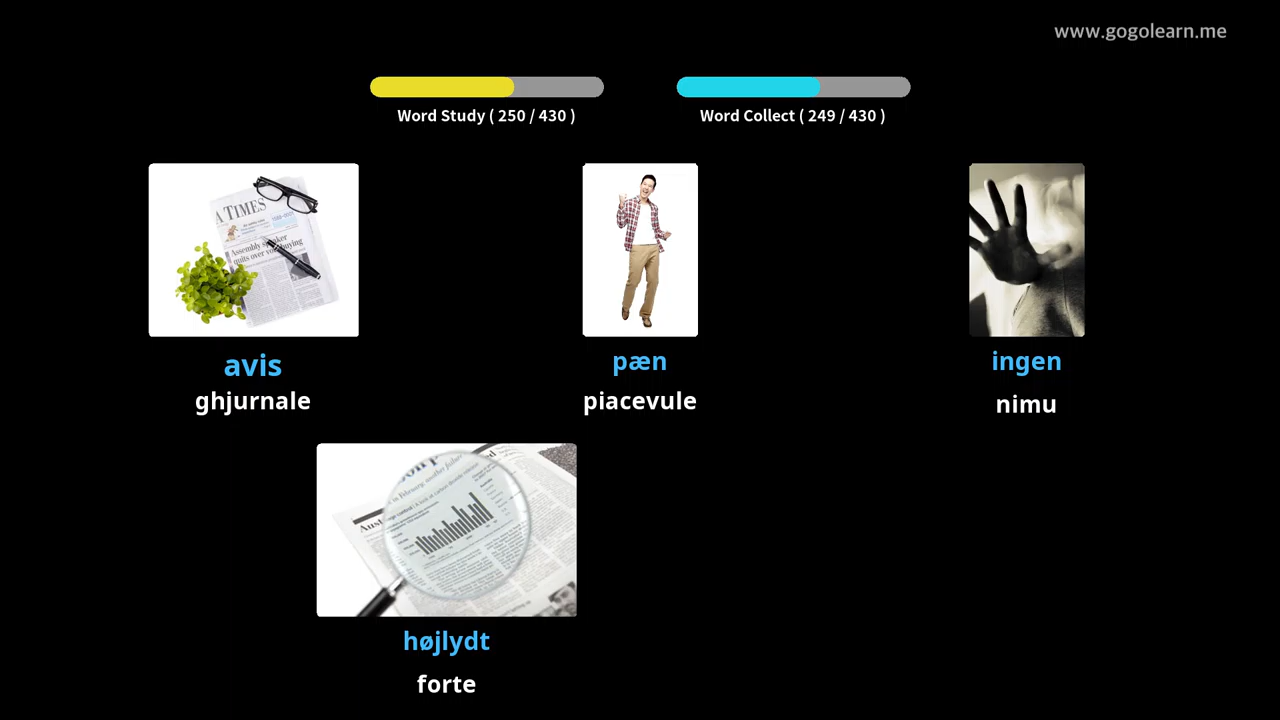 www.gogolearn.me
Word Study ( 250 / 430 )
Word Collect ( 249 / 430 )
A TIMES
avis
pæn
ingen
ghjurnale
piacevule
nimu
højlydt
forte